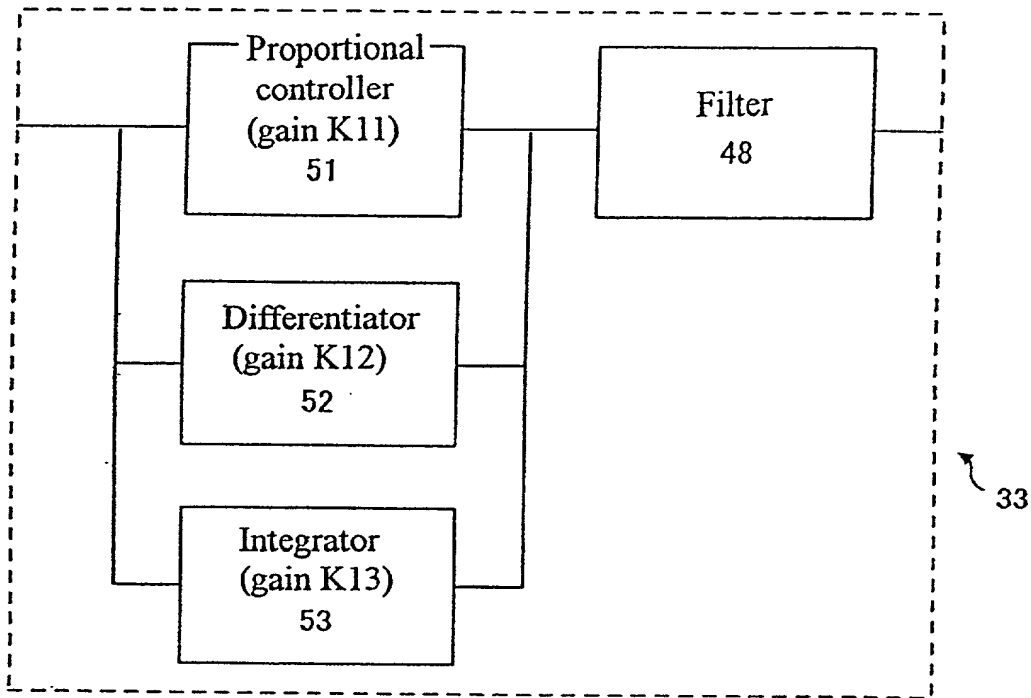 Proportional
controller
(gain K11)
51
Filter
48
Differentiator
(gain K12)
52
Integrator
(gain K13)
53
33